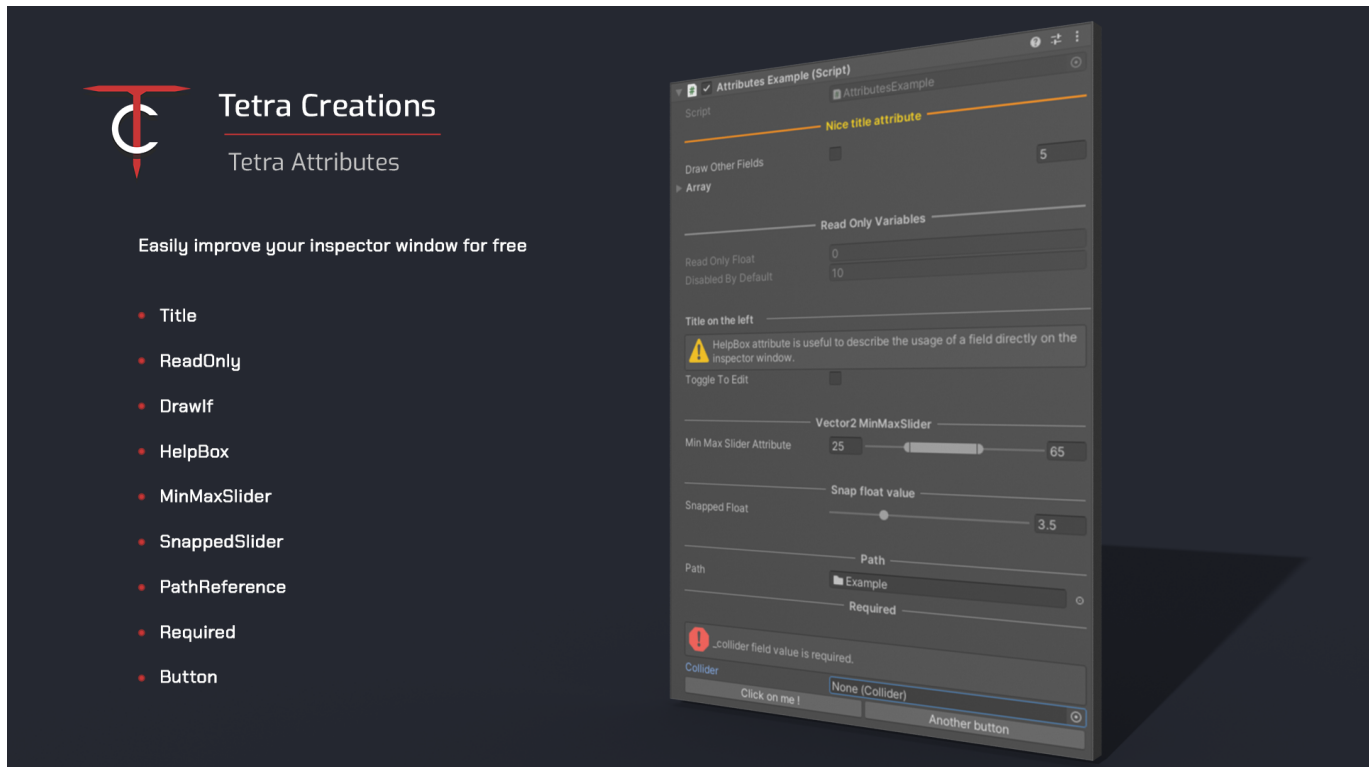 Tetra Creations
Tetra Attributes
Easily improve your inspector window for free
Title
ReadOnly
DrawIf
HelpBox
MinMaxSlider
SnappedSlider
PathReference
Required
Button
Attributes Example (Script)
Script
AttributesExample
Nice title attribute
Draw Other Fields
Array
5
Read Only Variables
Read Only Float
0
Disabled By Default
10
Title on the left
HelpBox attribute is useful to describe the usage of a field directly on the
inspector window.
Toggle To Edit
Vector2 MinMaxSlider
Min Max Slider Attribute
25
65
Snap float value
Snapped Float
3.5
Path
Path
Example
Required
_collider field value is required.
Collider
None (Collider)
Click on me !
Another button